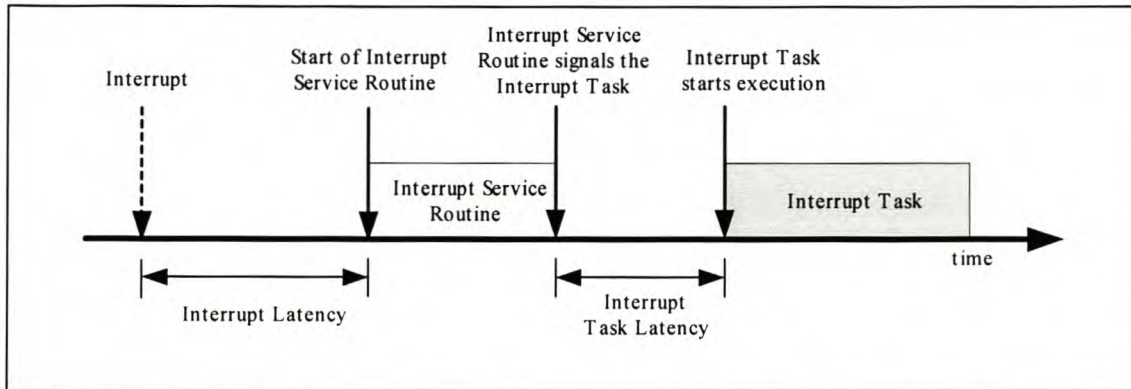 Interrupt
Start of Interrupt
Service Routine
Interrupt Service
Routine signals the
Interrupt Task
Interrupt Task
starts execution
Interrupt Service
Routine
Interrupt Task
time
Interrupt Latency
Interrupt
Task Latency